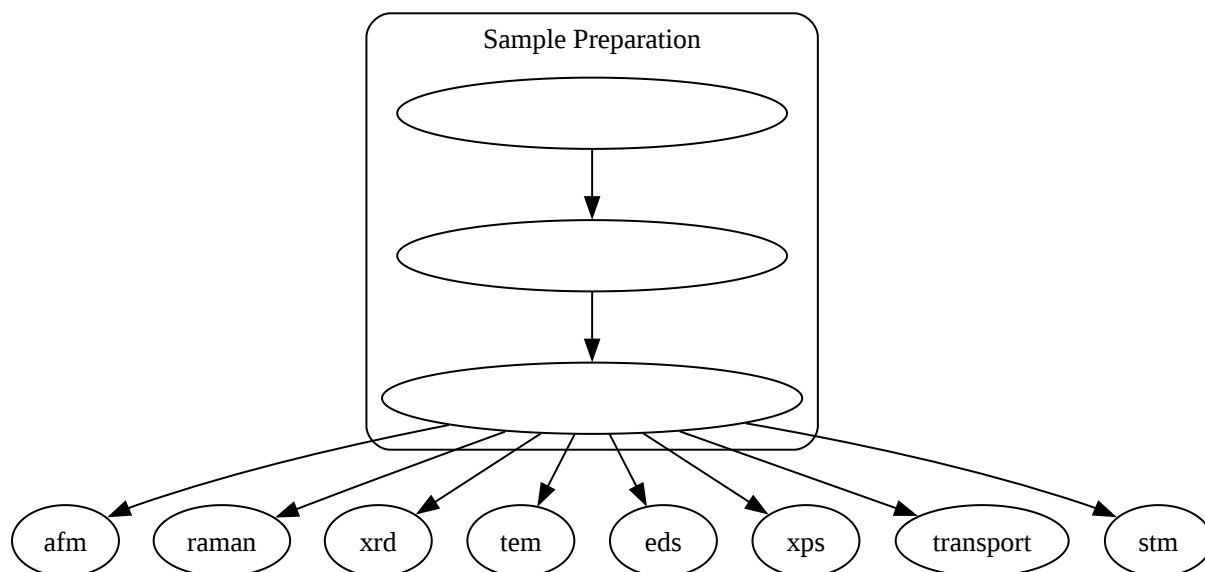 Sample Preparation
afm
raman
xrd
tem
eds
xps
transport
stm